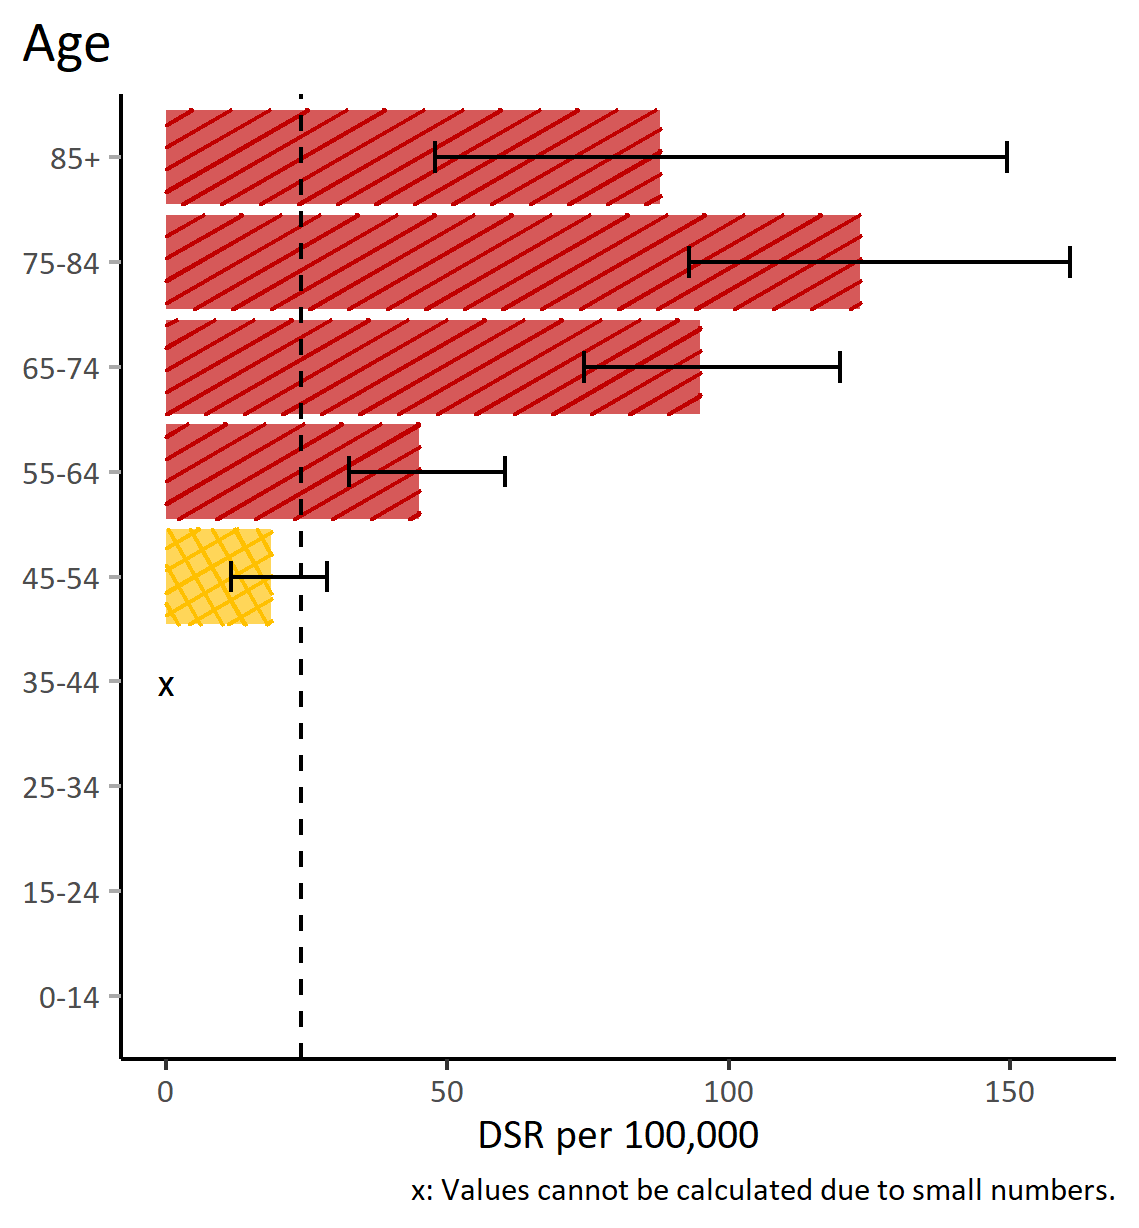 Age
85+
75-84
65-74
55-64
45-54
35-44
x
25-34
15-24
0-14
0 50 100 150
DSR per 100,000
x: Values cannot be calculated due to small numbers.